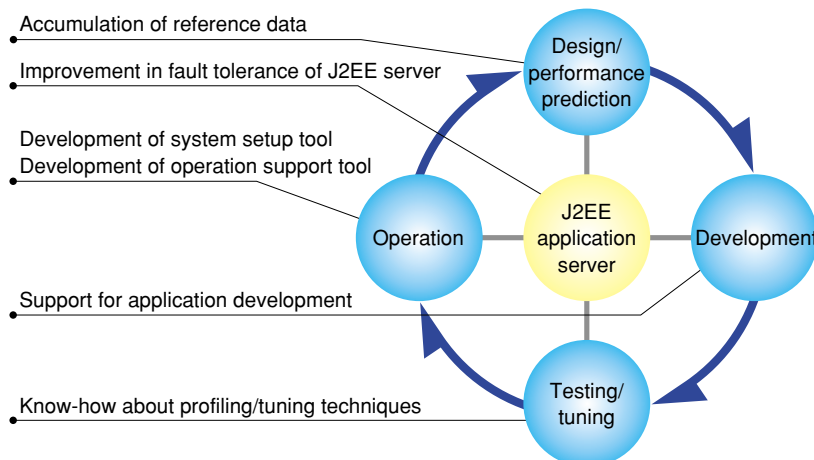 Accumulation of reference data
Improvement in fault tolerance of J2EE server
Development of system setup tool
Development of operation support tool
Support for application development
Know-how about profiling/tuning techniques
Design/
performance
prediction
Operation
J2EE
application
server
Development
Testing/
tuning